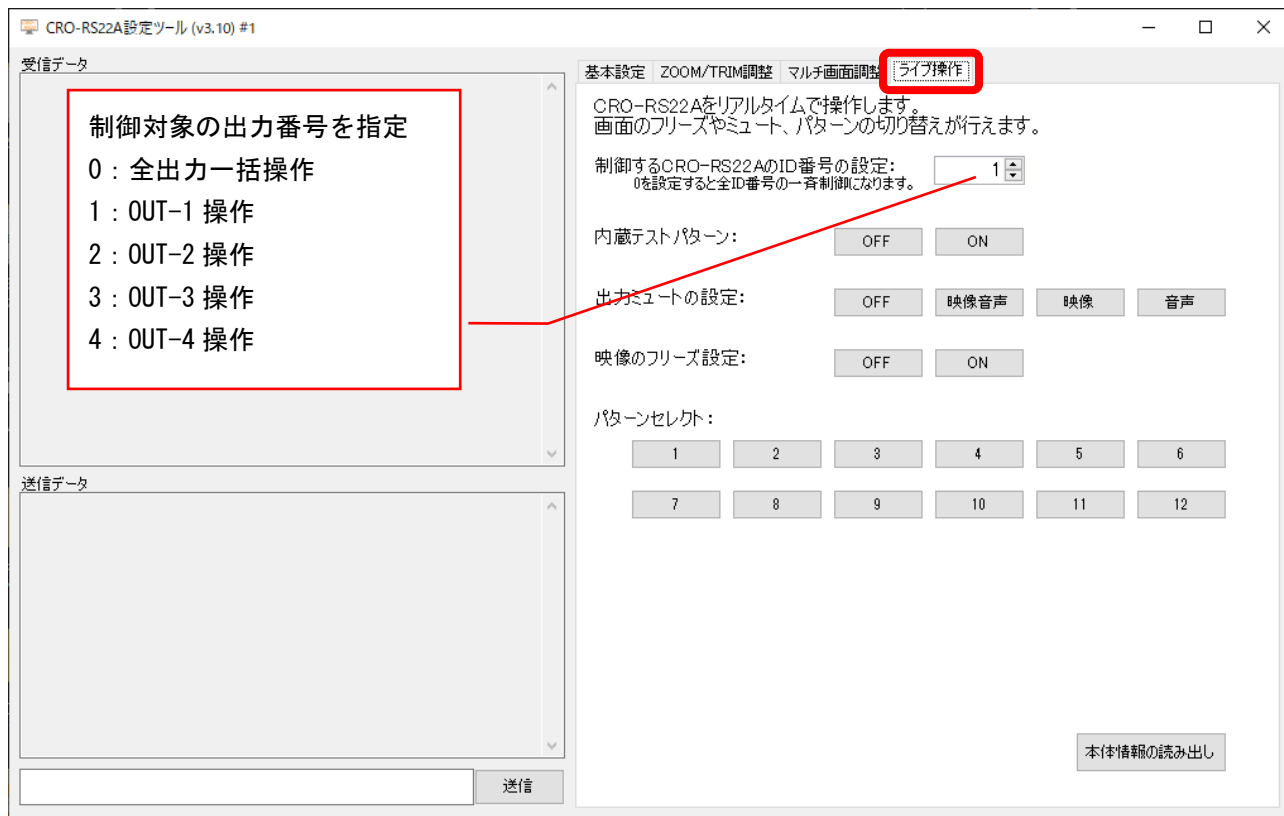 CRO-RS22A設定ツール (v3.10) #1
受信データ
制御対象の出力番号を指定
0：全出力一括操作
1：OUT-1 操作
2：OUT-2 操作
3：OUT-3 操作
4：OUT-4 操作
送信データ
送信
基本設定 ZOOM/TRIM調整 マルチ画面調整 ライブ操作
CRO-RS22Aをリアルタイムで操作します。
画面のフリーズやミュート、パターンの切り替えが行えます。
制御するCRO-RS22AのID番号の設定： 1
0を設定すると全ID番号の一斉制御になります。
内蔵テストパターン： OFF ON
出力ミュートの設定： OFF 映像音声 映像 音声
映像のフリーズ設定： OFF ON
パターンセレクト：
1 2 3 4 5 6
7 8 9 10 11 12
本体情報の読み出し